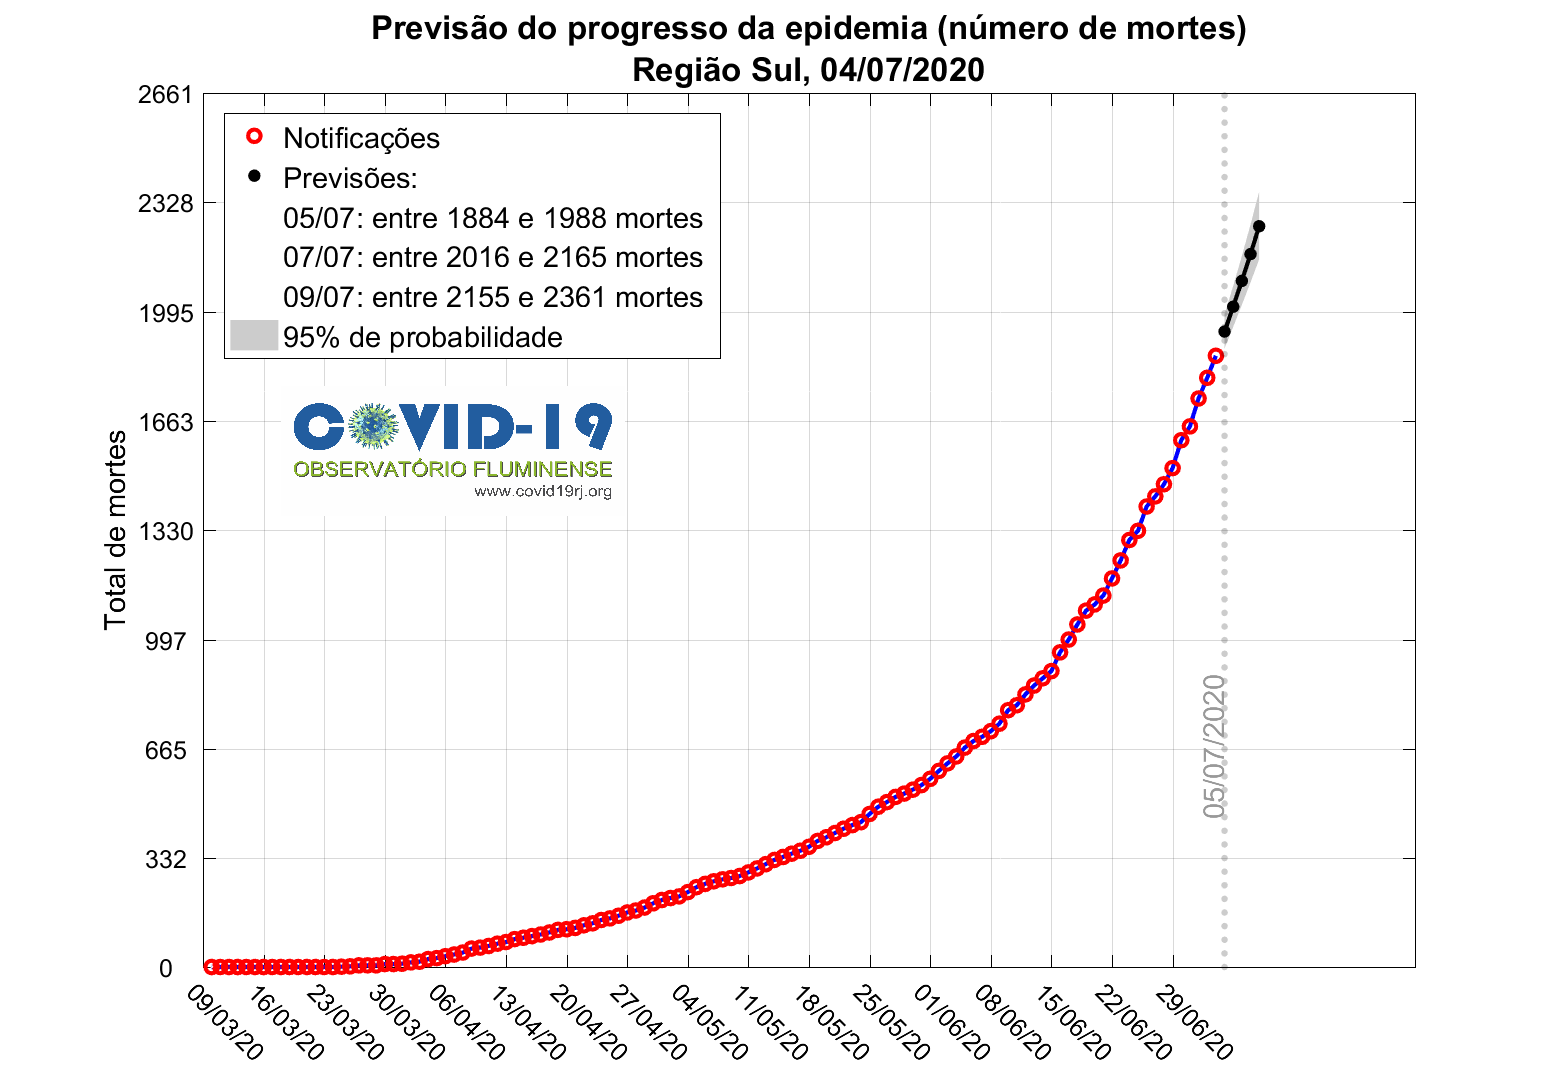 Previsão do progresso da epidemia (número de mortes)
Região Sul, 04/07/2020
2661
2328
1995
1663
1330
997
665
332
0
Total de mortes
Notificações
Previsões:
05/07: entre 1884 e 1988 mortes
07/07: entre 2016 e 2165 mortes
09/07: entre 2155 e 2361 mortes
95% de probabilidade
COVID-19
OBSERVATÓRIO FLUMINENSE
www.covid19rj.org
05/07/2020
09/03/20
16/03/20
23/03/20
30/03/20
06/04/20
13/04/20
20/04/20
27/04/20
04/05/20
11/05/20
18/05/20
25/05/20
01/06/20
08/06/20
15/06/20
22/06/20
29/06/20